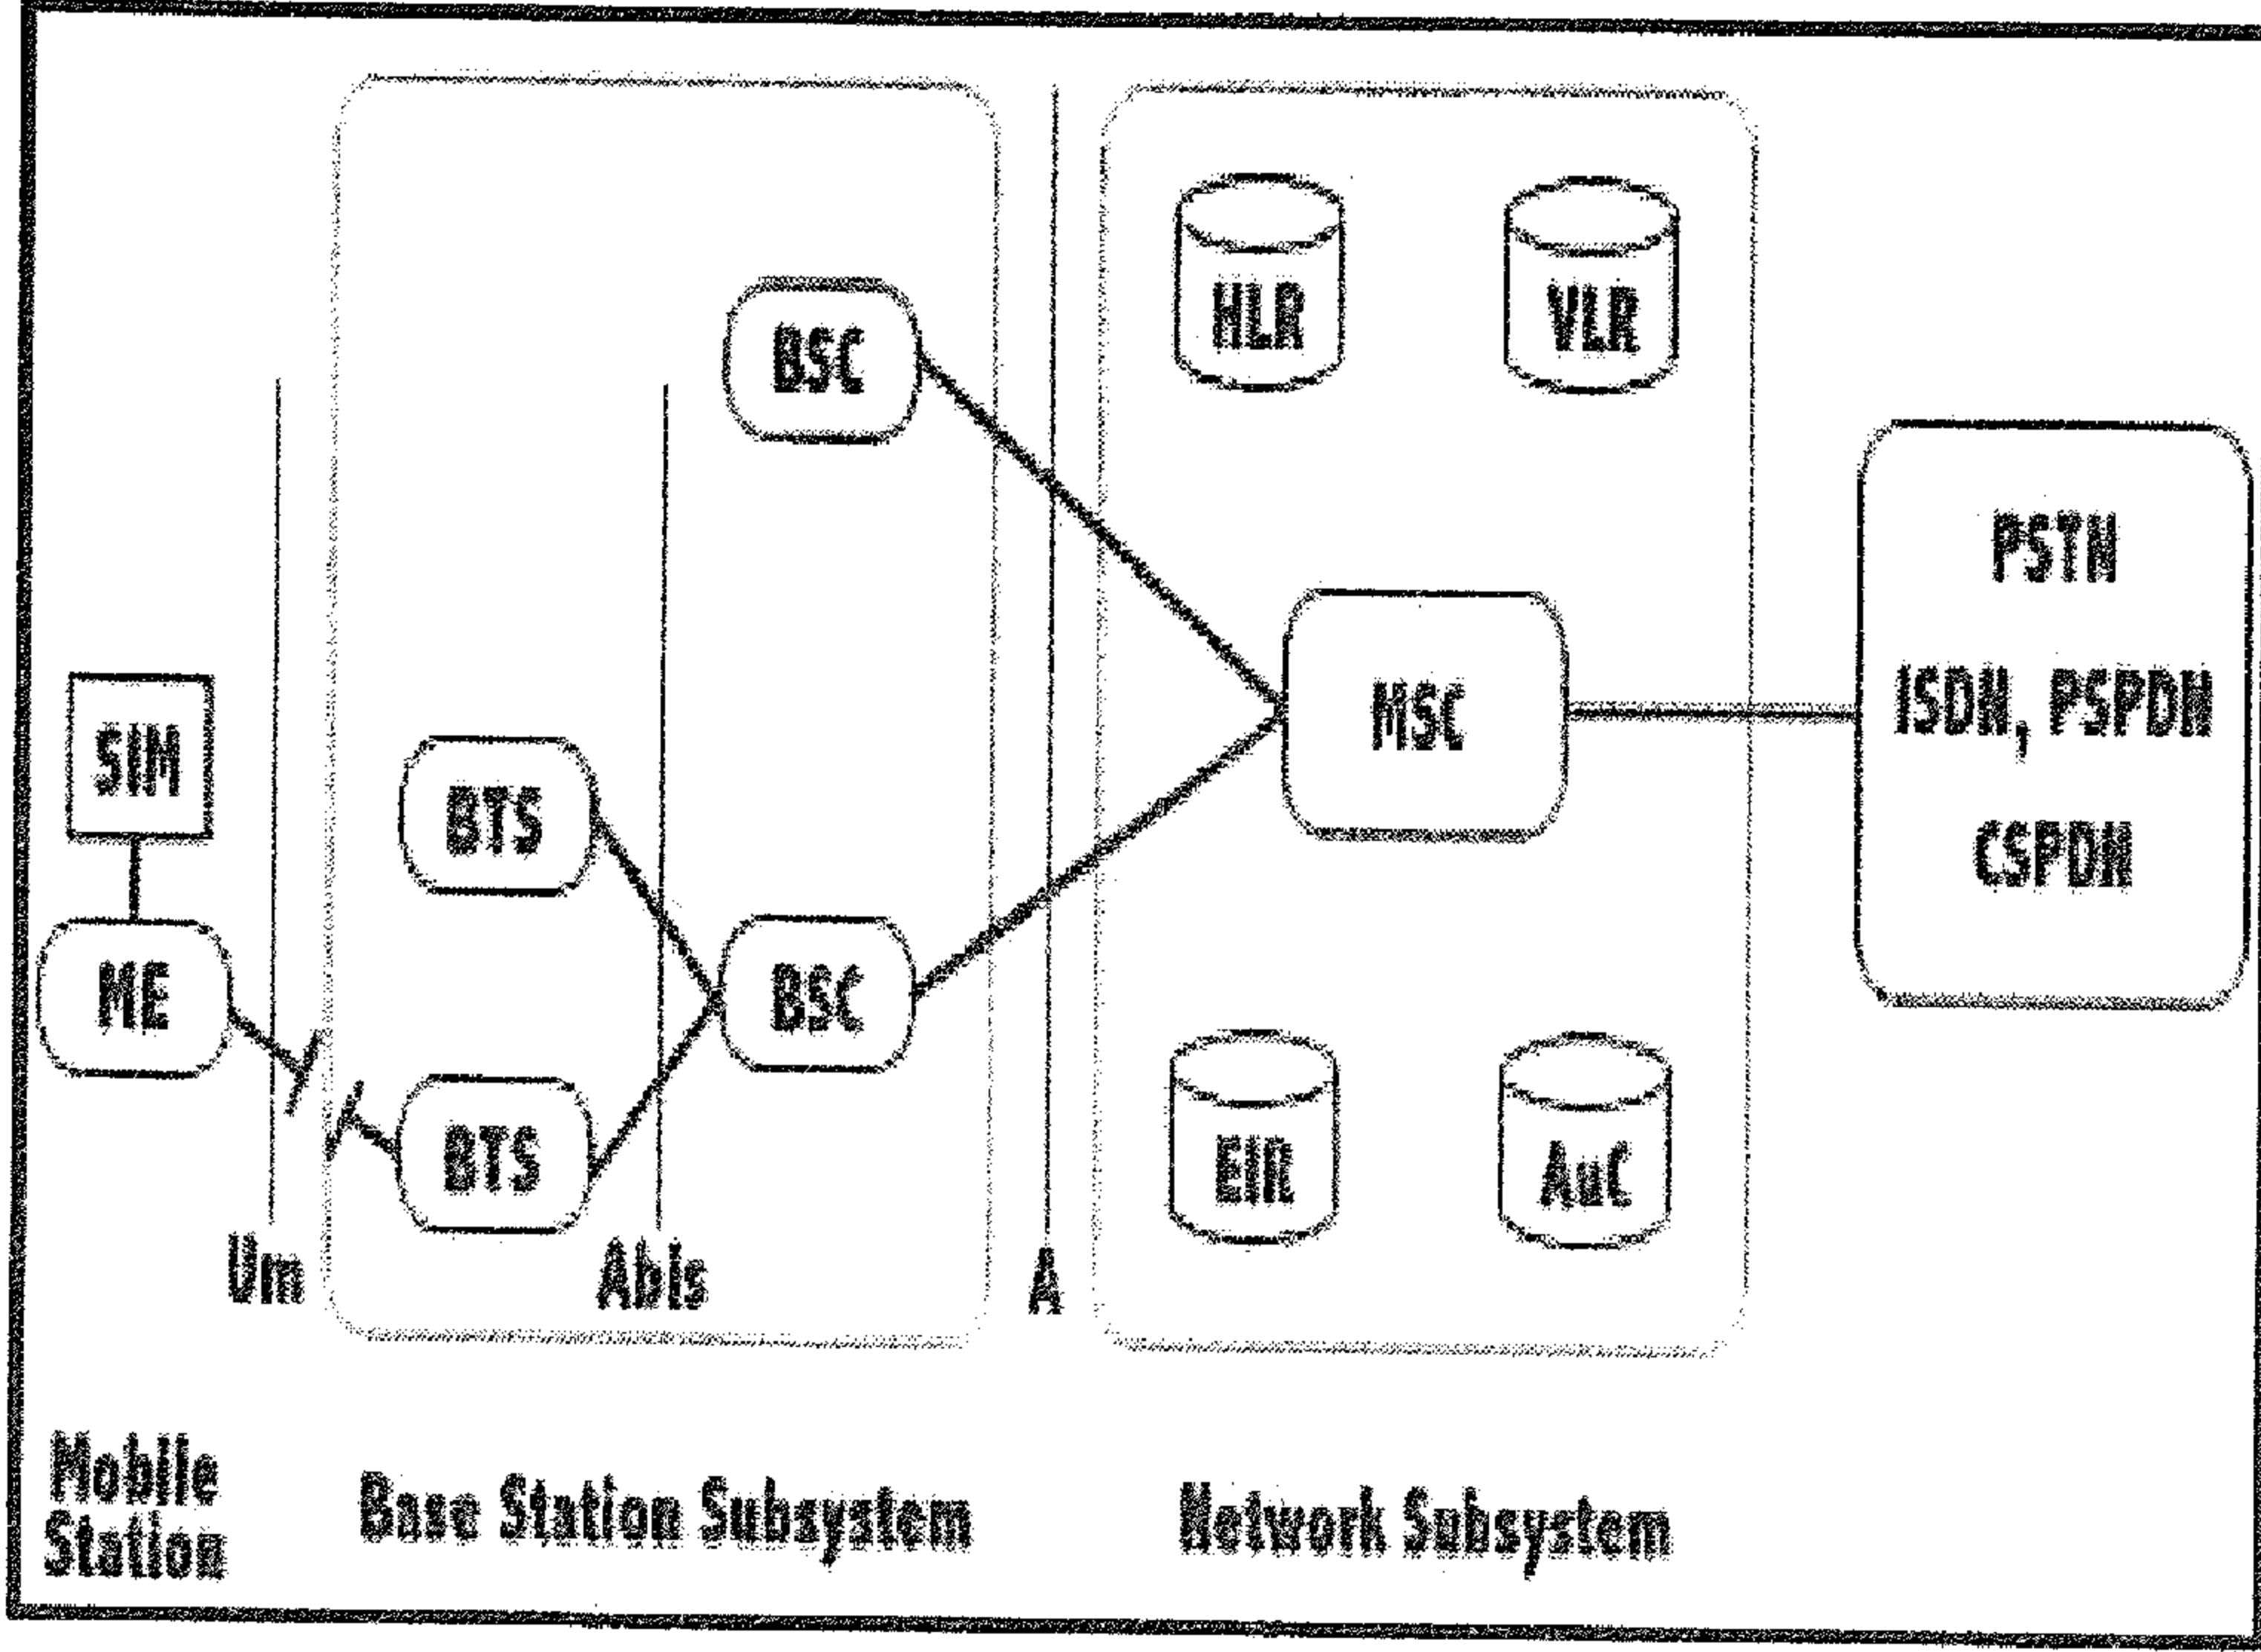 HLR
VLR
BSC
PSTN
MSC
ISDN, PSPDN
SIM
BTS
CSPDN
ME
BSC
BTS
EIR
AuC
Um
Abis
A
Mobile
Station
Base Station Subsystem
Network Subsystem